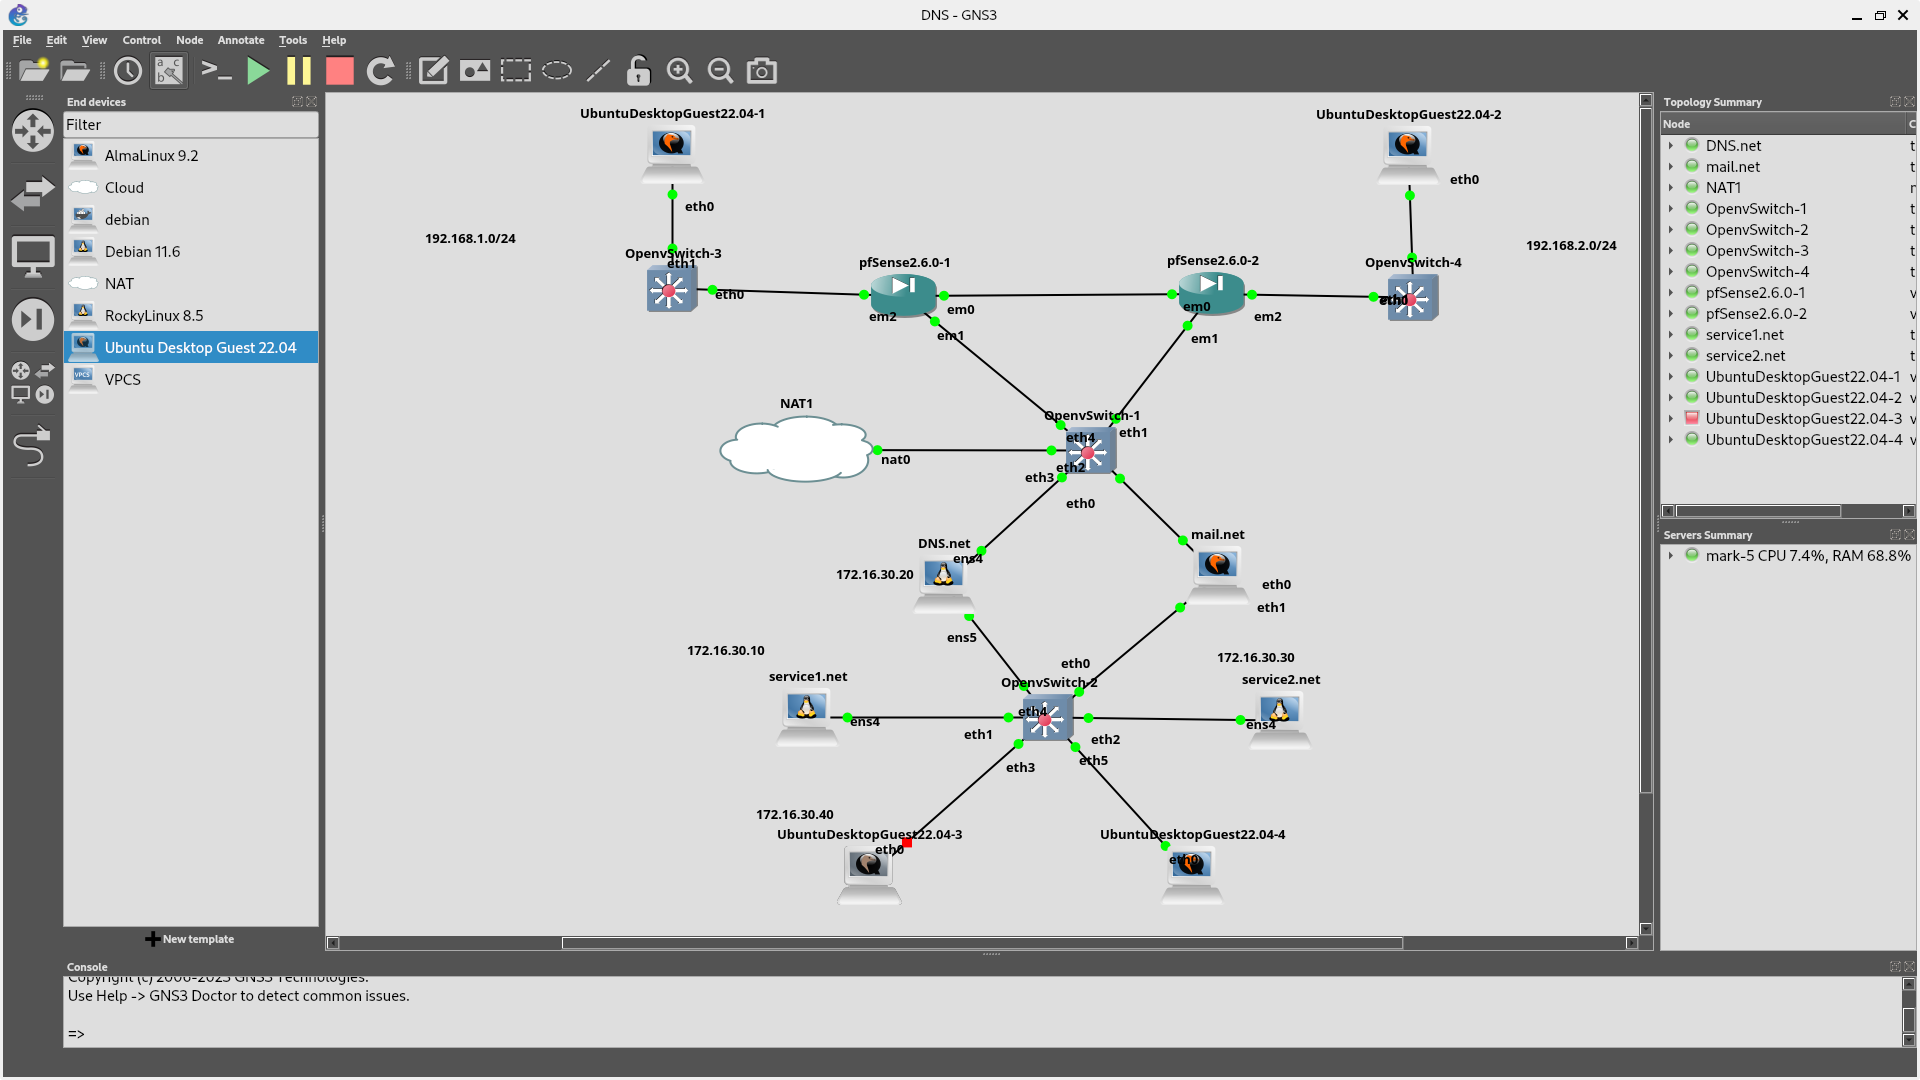 DNS - GNS3
File Edit View Control Node Annotate Tools Help
End devices
Filter
AlmaLinux 9.2
Cloud
debian
Debian 11.6
NAT
RockyLinux 8.5
Ubuntu Desktop Guest 22.04
VPCS
New template
UbuntuDesktopGuest22.04-1
eth0
192.168.1.0/24
OpenvSwitch-3
eth1
eth0
pfSense2.6.0-1
em2
em0
em1
UbuntuDesktopGuest22.04-2
eth0
192.168.2.0/24
pfSense2.6.0-2
em0
em2
em1
OpenvSwitch-4
eth0
NAT1
nat0
OpenvSwitch-1
eth1
eth4
eth2
eth3
eth0
DNS.net
ens4
172.16.30.20
ens5
mail.net
eth0
eth1
172.16.30.10
service1.net
ens4
eth0
OpenvSwitch-2
eth4
eth1
eth2
eth3
eth5
172.16.30.30
service2.net
ens4
172.16.30.40
UbuntuDesktopGuest22.04-3
eth0
UbuntuDesktopGuest22.04-4
eth0
Topology Summary
Node
DNS.net
mail.net
NAT1
OpenvSwitch-1
OpenvSwitch-2
OpenvSwitch-3
OpenvSwitch-4
pfSense2.6.0-1
pfSense2.6.0-2
service1.net
service2.net
UbuntuDesktopGuest22.04-1
UbuntuDesktopGuest22.04-2
UbuntuDesktopGuest22.04-3
UbuntuDesktopGuest22.04-4
Servers Summary
mark-5 CPU 7.4%, RAM 68.8%
Console
Copyright (c) 2006-2023 GNS3 Technologies.
Use Help -> GNS3 Doctor to detect common issues.
=>